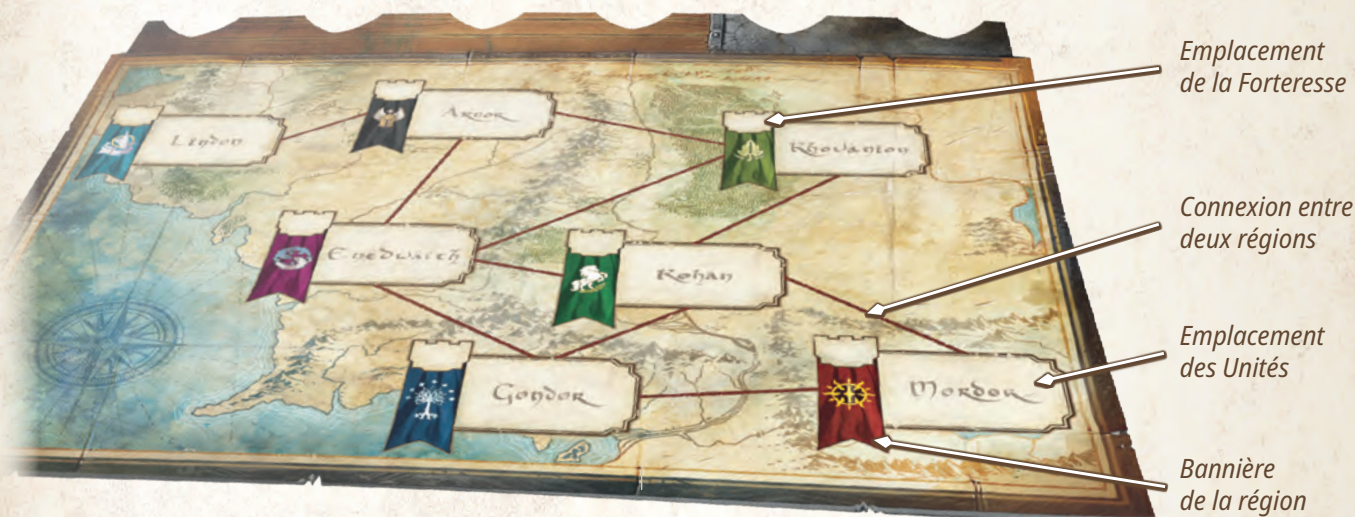 Emplacement
de la Forteresse
Lindon
Arnor
Rhovanion
Connexion entre
deux régions
Enedwaith
Rohan
Emplacement
des Unités
Gondor
Mordor
Bannière
de la région